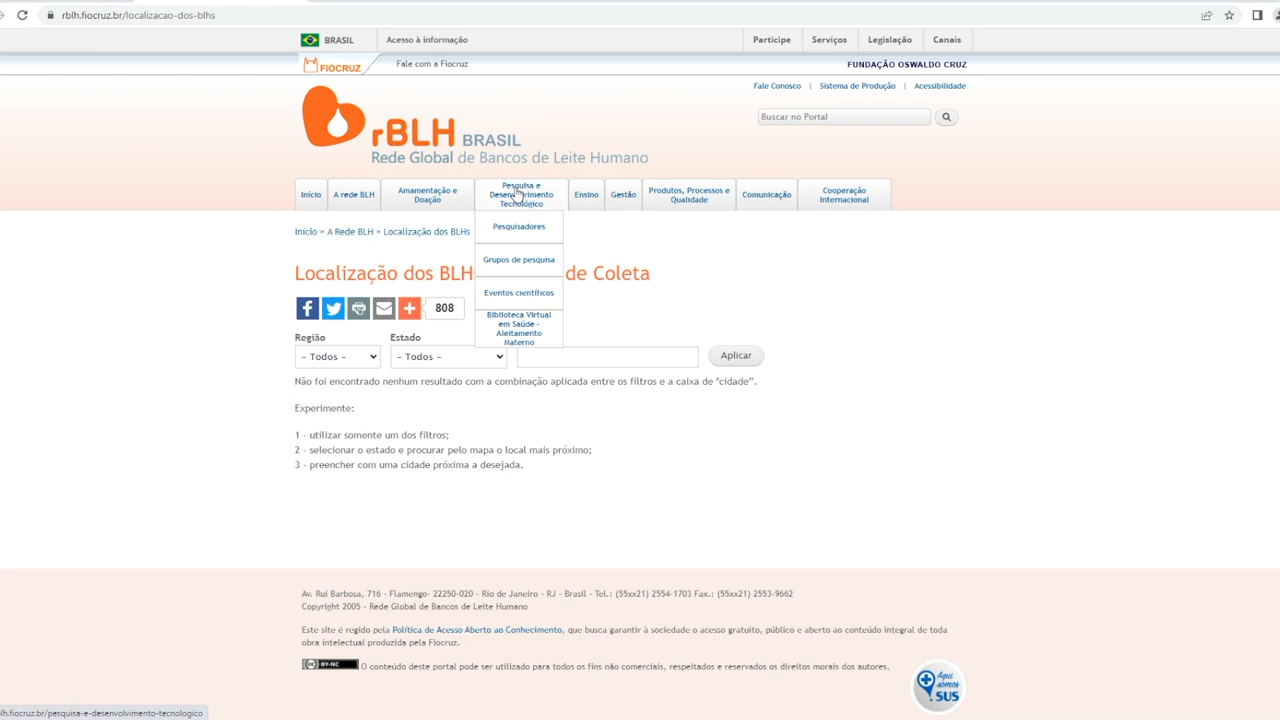 rblh.fiocruz.br/localizacao-dos-blhs
BRASIL
Acesso à informação
Participe
Serviços
Legislação
Canais
FIOCRUZ
Fale com a Fiocruz
FUNDAÇÃO OSWALDO CRUZ
Fale Conosco | Sistema de Produção | Acessibilidade
rBLH BRASIL
Rede Global de Bancos de Leite Humano
Buscar no Portal
Início
A rede BLH
Amamentação e
Doação
Pesquisa e
Desenvolvimento
Tecnológico
Ensino
Gestão
Produtos, Processos e
Qualidade
Comunicação
Cooperação
Internacional
Pesquisadores
Grupos de pesquisa
Eventos científicos
Biblioteca Virtual
em Saúde -
Aleitamento
Materno
Início » A Rede BLH » Localização dos BLHs
Localização dos BLH de Coleta
808
Região
Estado
- Todos -
- Todos -
Aplicar
Não foi encontrado nenhum resultado com a combinação aplicada entre os filtros e a caixa de "cidade”.
Experimente:
1 - utilizar somente um dos filtros;
2 - selecionar o estado e procurar pelo mapa o local mais próximo;
3 - preencher com uma cidade próxima a desejada.
Av. Rui Barbosa, 716 - Flamengo- 22250-020 - Rio de Janeiro - RJ - Brasil - Tel.: (55xx21) 2554-1703 Fax.: (55xx21) 2553-9662
Copyright 2005 - Rede Global de Bancos de Leite Humano
Este site é regido pela Política de Acesso Aberto ao Conhecimento, que busca garantir à sociedade o acesso gratuito, público e aberto ao conteúdo integral de toda
obra intelectual produzida pela Fiocruz.
cc BY-NC O conteúdo deste portal pode ser utilizado para todos os fins não comerciais, respeitados e reservados os direitos morais dos autores.
Aqui
somos
SUS
lh.fiocruz.br/pesquisa-e-desenvolvimento-tecnologico